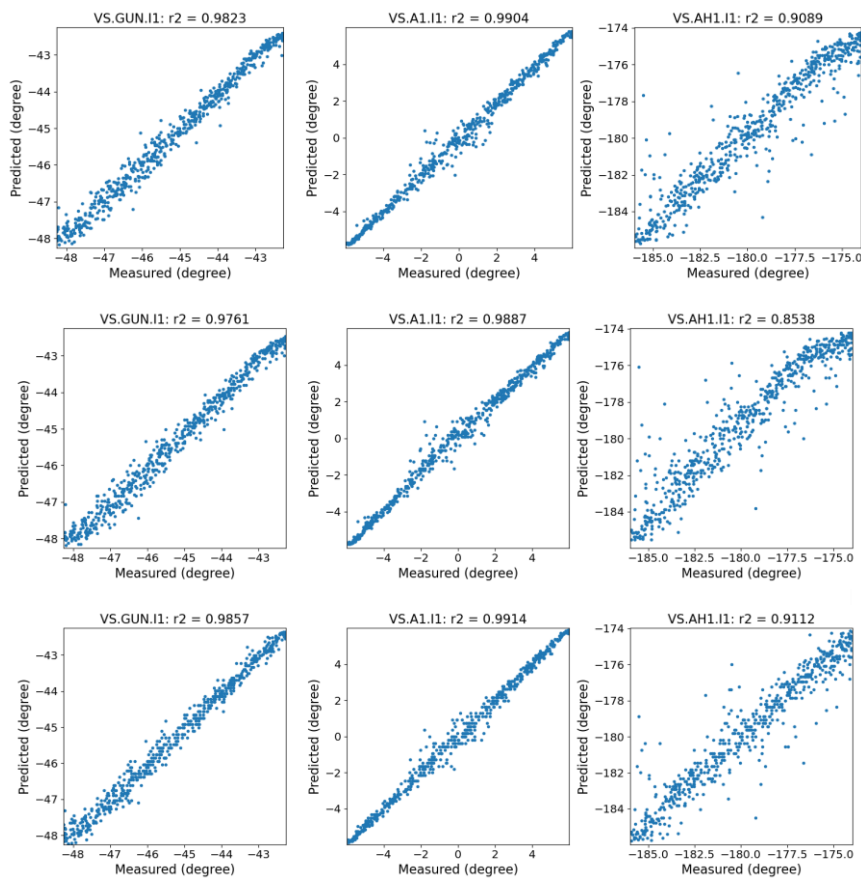 VS.GUN.I1: r2 = 0.9823
VS.A1.I1: r2 = 0.9904
VS.AH1.I1: r2 = 0.9089
Predicted (degree)
−43
−44
−45
−46
−47
−48
−48 −47 −46 −45 −44 −43
Measured (degree)
Predicted (degree)
4
2
0
−2
−4
−4 −2 0 2 4
Measured (degree)
Predicted (degree)
−174
−176
−178
−180
−182
−184
−185.0 −182.5 −180.0 −177.5 −175.0
Measured (degree)
VS.GUN.I1: r2 = 0.9761
VS.A1.I1: r2 = 0.9887
VS.AH1.I1: r2 = 0.8538
Predicted (degree)
−43
−44
−45
−46
−47
−48
−48 −47 −46 −45 −44 −43
Measured (degree)
Predicted (degree)
4
2
0
−2
−4
−4 −2 0 2 4
Measured (degree)
Predicted (degree)
−174
−176
−178
−180
−182
−184
−185.0 −182.5 −180.0 −177.5 −175.0
Measured (degree)
VS.GUN.I1: r2 = 0.9857
VS.A1.I1: r2 = 0.9914
VS.AH1.I1: r2 = 0.9112
Predicted (degree)
−43
−44
−45
−46
−47
−48
−48 −47 −46 −45 −44 −43
Measured (degree)
Predicted (degree)
4
2
0
−2
−4
−4 −2 0 2 4
Measured (degree)
Predicted (degree)
−174
−176
−178
−180
−182
−184
−185.0 −182.5 −180.0 −177.5 −175.0
Measured (degree)